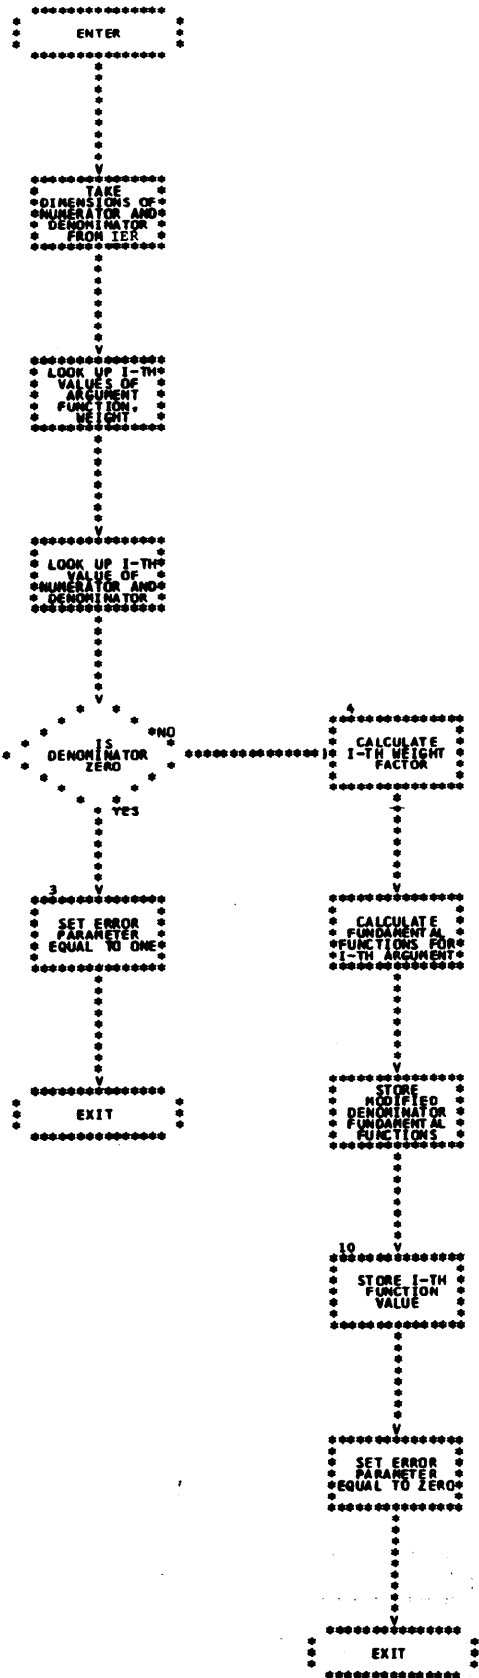 ENTER
TAKE
DIMENSIONS OF
NUMERATOR AND
DENOMINATOR
FROM IER
LOOK UP I-TH
VALUES OF
ARGUMENT
FUNCTION,
WEIGHT
LOOK UP I-TH
VALUE OF
NUMERATOR AND
DENOMINATOR
IS
DENOMINATOR
ZERO
NO
YES
3
SET ERROR
PARAMETER
EQUAL TO ONE
EXIT
4
CALCULATE
I-TH WEIGHT
FACTOR
CALCULATE
FUNDAMENTAL
FUNCTIONS FOR
I-TH ARGUMENT
STORE
MODIFIED
DENOMINATOR
FUNDAMENTAL
FUNCTIONS
10
STORE I-TH
FUNCTION
VALUE
SET ERROR
PARAMETER
EQUAL TO ZERO
EXIT